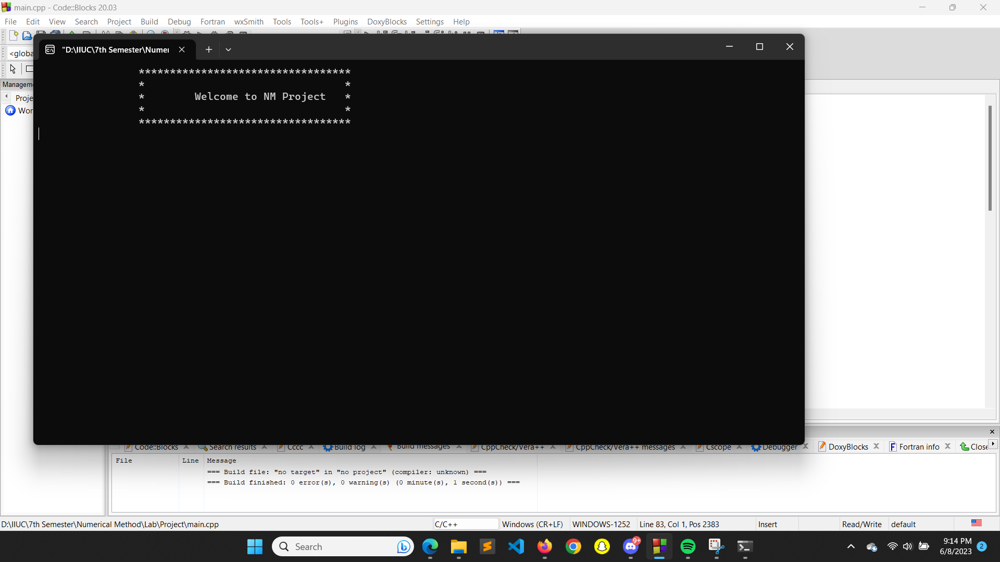 main.cpp - Code::Blocks 20.03
File Edit View Search Project Build Debug Fortran wxSmith Tools Tools+ Plugins DoxyBlocks Settings Help
"D:\IIUC\7th Semester\Numer
<globa
**********************************
* *
* Welcome to NM Project *
* *
**********************************
Managem
Proje
Wor
Code::Blocks Search results Cccc Build log Build messages CppCheck/Vera++ CppCheck/Vera++ messages Cscope Debugger DoxyBlocks Fortran info Close
File Line Message
=== Build file: "no target" in "no project" (compiler: unknown) ===
=== Build finished: 0 error(s), 0 warning(s) (0 minute(s), 1 second(s)) ===
D:\IIUC\7th Semester\Numerical Method\Lab\Project\main.cpp C/C++ Windows (CR+LF) WINDOWS-1252 Line 83, Col 1, Pos 2383 Insert Read/Write default
Search
9+
9:14 PM
6/8/2023
2